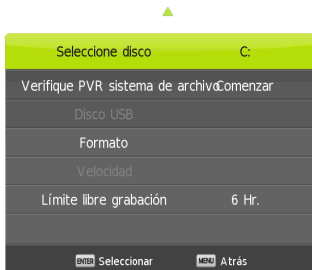 Seleccione disco C:
Verifique PVR sistema de archivo Comenzar
Disco USB
Formato
Velocidad
Límite libre grabación 6 Hr.
ENTER Seleccionar MENU Atrás